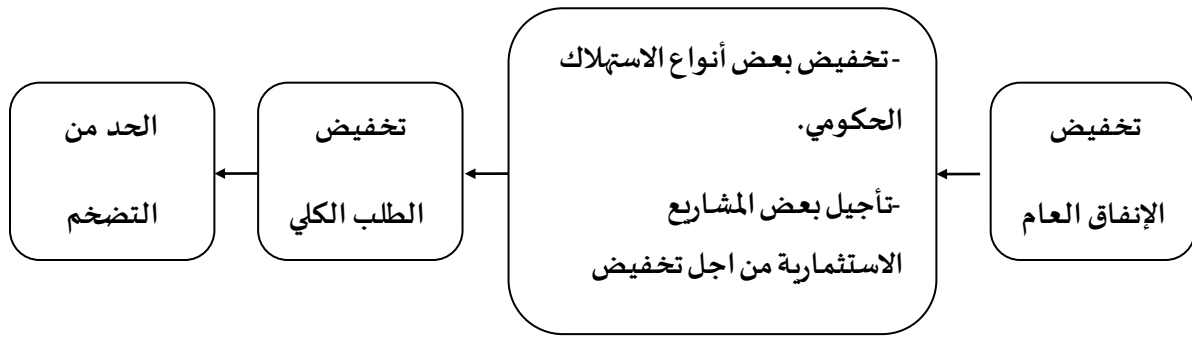 تخفيض
الإنفاق العام
-تخفيض بعض أنواع الاستهلاك
الحكومي.
-تأجيل بعض المشاريع
الاستثمارية من اجل تخفيض
تخفيض
الطلب الكلي
الحد من
التضخم